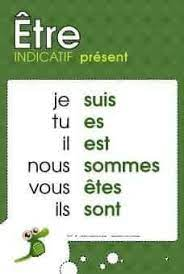 Être
INDICATIF présent
je suis
tu es
il est
nous sommes
vous êtes
ils sont